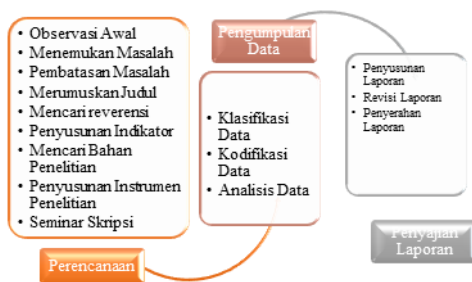 • Observasi Awal
• Menemukan Masalah
• Pembatasan Masalah
• Merumuskan Judul
• Mencari reverensi
• Penyusunan Indikator
• Mencari Bahan
Penelitian
• Penyusunan Instrumen
Penelitian
• Seminar Skripsi
Perencanaan
Pengumpulan
Data
• Klasifikasi
Data
• Kodifikasi
Data
• Analisis Data
• Penyusunan
Laporan
• Revisi Laporan
• Penyerahan
Laporan
Penyajian
Laporan